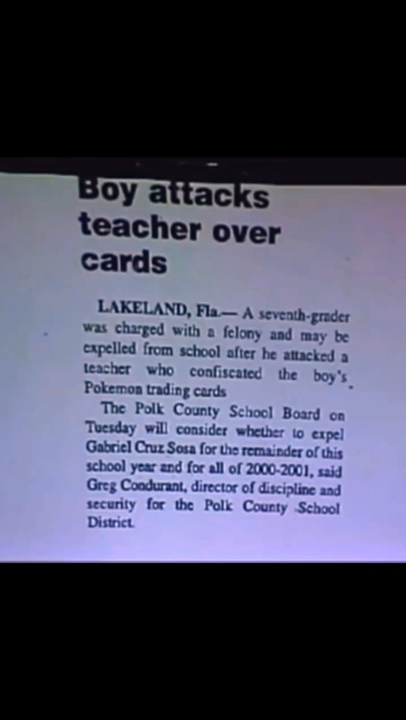 Boy attacks
teacher over
cards
LAKELAND, Fla.— A seventh-grader
was charged with a felony and may be
expelled from school after he attacked a
teacher who confiscated the boy's
Pokemon trading cards
The Polk County School Board on
Tuesday will consider whether to expel
Gabriel Cruz Sosa for the remainder of this
school year and for all of 2000-2001, said
Greg Condurant, director of discipline and
security for the Polk County School
District.